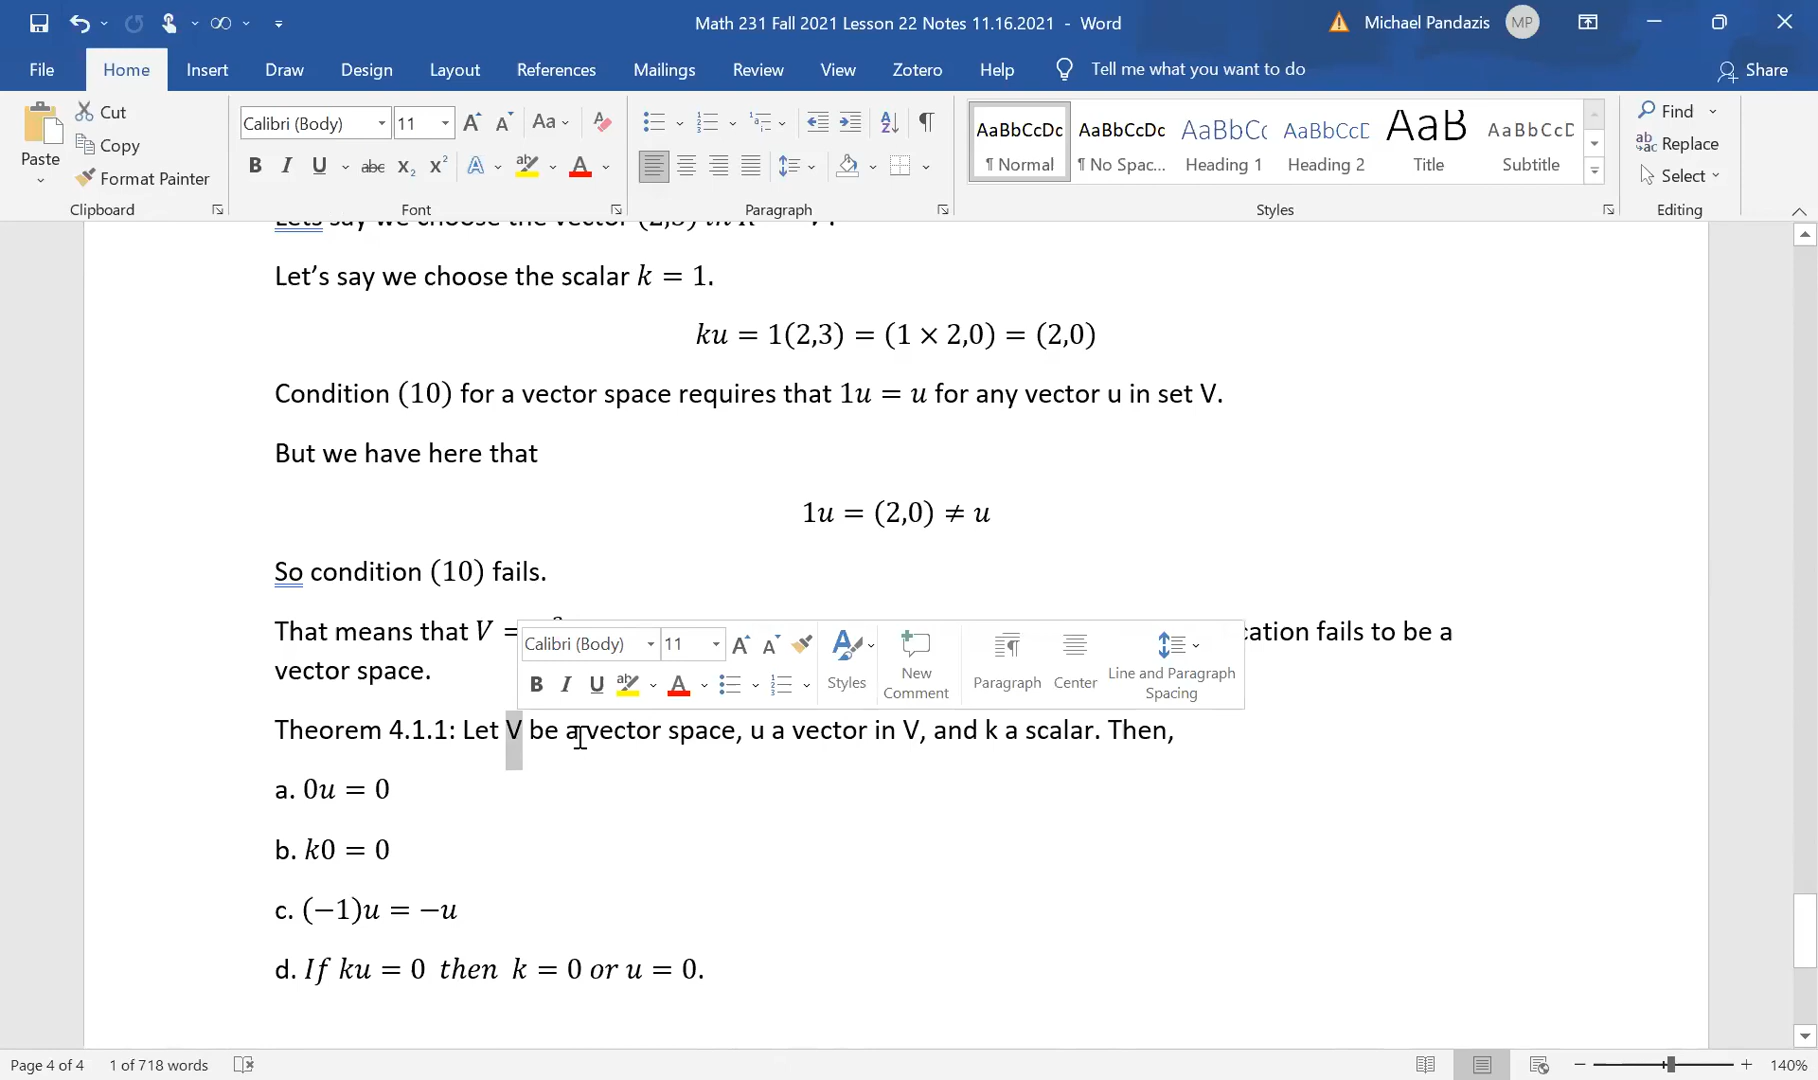 Math 231 Fall 2021 Lesson 22 Notes 11.16.2021 - Word
Michael Pandazis MP
File Home Insert Draw Design Layout References Mailings Review View Zotero Help Tell me what you want to do Share
Paste
Cut
Copy
Format Painter
Clipboard
Calibri (Body) 11
Font
Paragraph
AaBbCcDc ¶ Normal
AaBbCcDc ¶ No Spac...
AaBbCc Heading 1
AaBbCcD Heading 2
AaB Title
AaBbCcD Subtitle
Styles
Find
Replace
Select
Editing
Let's say we choose the scalar k = 1.
ku = 1(2,3) = (1 × 2,0) = (2,0)
Condition (10) for a vector space requires that 1u = u for any vector u in set V.
But we have here that
1u = (2,0) ≠ u
So condition (10) fails.
That means that V = cation fails to be a
vector space.
Calibri (Body) 11
Styles
New Comment
Paragraph
Center
Line and Paragraph Spacing
Theorem 4.1.1: Let V be a vector space, u a vector in V, and k a scalar. Then,
a. 0u = 0
b. k0 = 0
c. (−1)u = −u
d. If ku = 0 then k = 0 or u = 0.
Page 4 of 4 1 of 718 words 140%